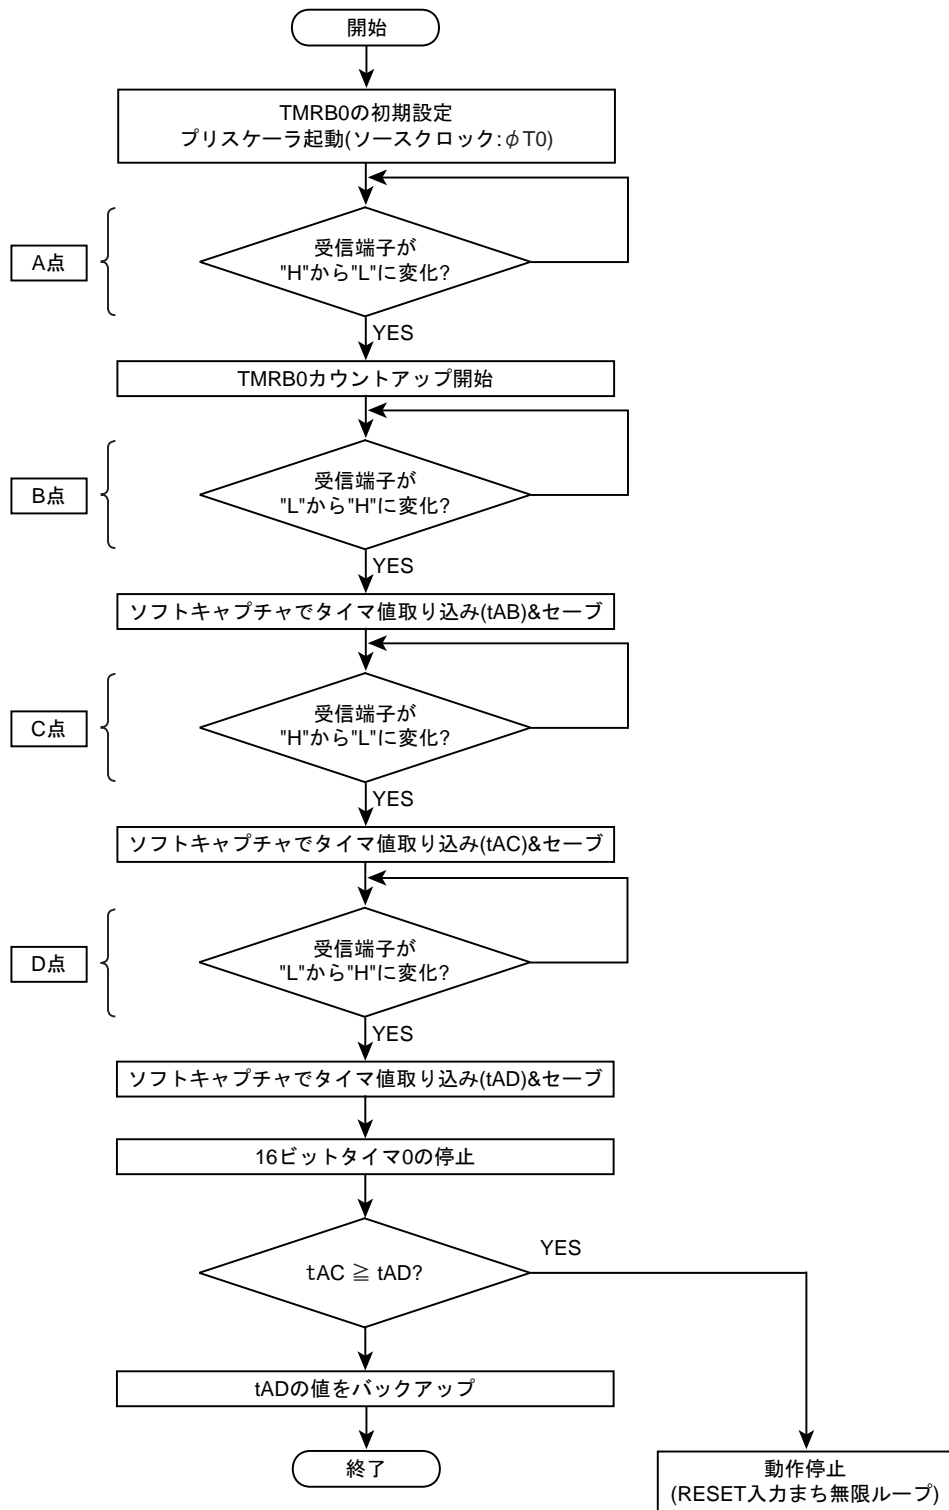 開始
TMRB0の初期設定
プリスケーラ起動(ソースクロック:φT0)
A点
受信端子が
"H"から"L"に変化?
YES
TMRB0カウントアップ開始
B点
受信端子が
"L"から"H"に変化?
YES
ソフトキャプチャでタイマ値取り込み(tAB)&セーブ
C点
受信端子が
"H"から"L"に変化?
YES
ソフトキャプチャでタイマ値取り込み(tAC)&セーブ
D点
受信端子が
"L"から"H"に変化?
YES
ソフトキャプチャでタイマ値取り込み(tAD)&セーブ
16ビットタイマ0の停止
tAC ≧ tAD?
YES
tADの値をバックアップ
終了
動作停止
(RESET入力まち無限ループ)